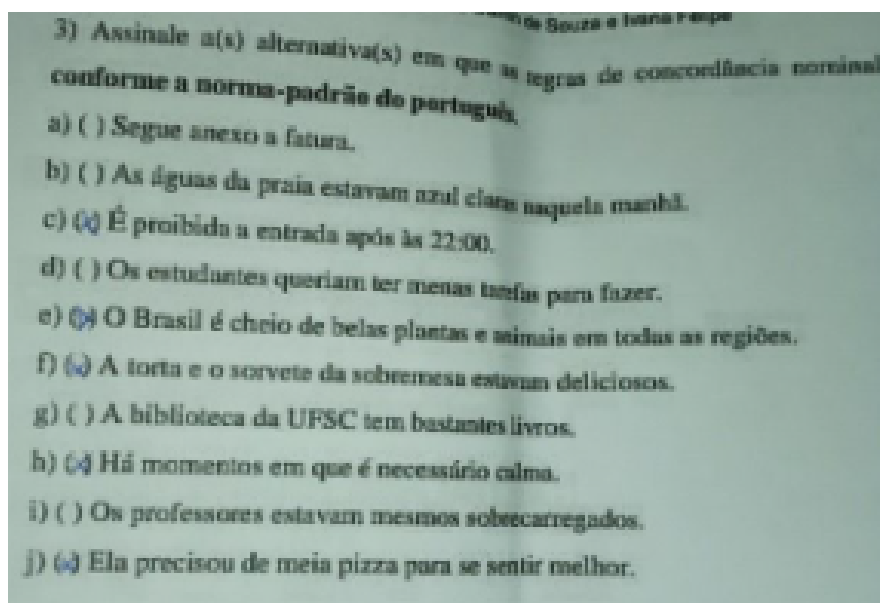 de Souza e Ivana Felipe
3) Assinale a(s) alternativa(s) em que as regras de concordância nominal
conforme a norma-padrão do português.
a) ( ) Segue anexo a fatura.
b) ( ) As águas da praia estavam azul claras naquela manhã.
c) (x) É proibida a entrada após às 22:00.
d) ( ) Os estudantes queriam ter menas tarefas para fazer.
e) (x) O Brasil é cheio de belas plantas e animais em todas as regiões.
f) (x) A torta e o sorvete da sobremesa estavam deliciosos.
g) ( ) A biblioteca da UFSC tem bastantes livros.
h) (x) Há momentos em que é necessário calma.
i) ( ) Os professores estavam mesmos sobrecarregados.
j) (x) Ela precisou de meia pizza para se sentir melhor.